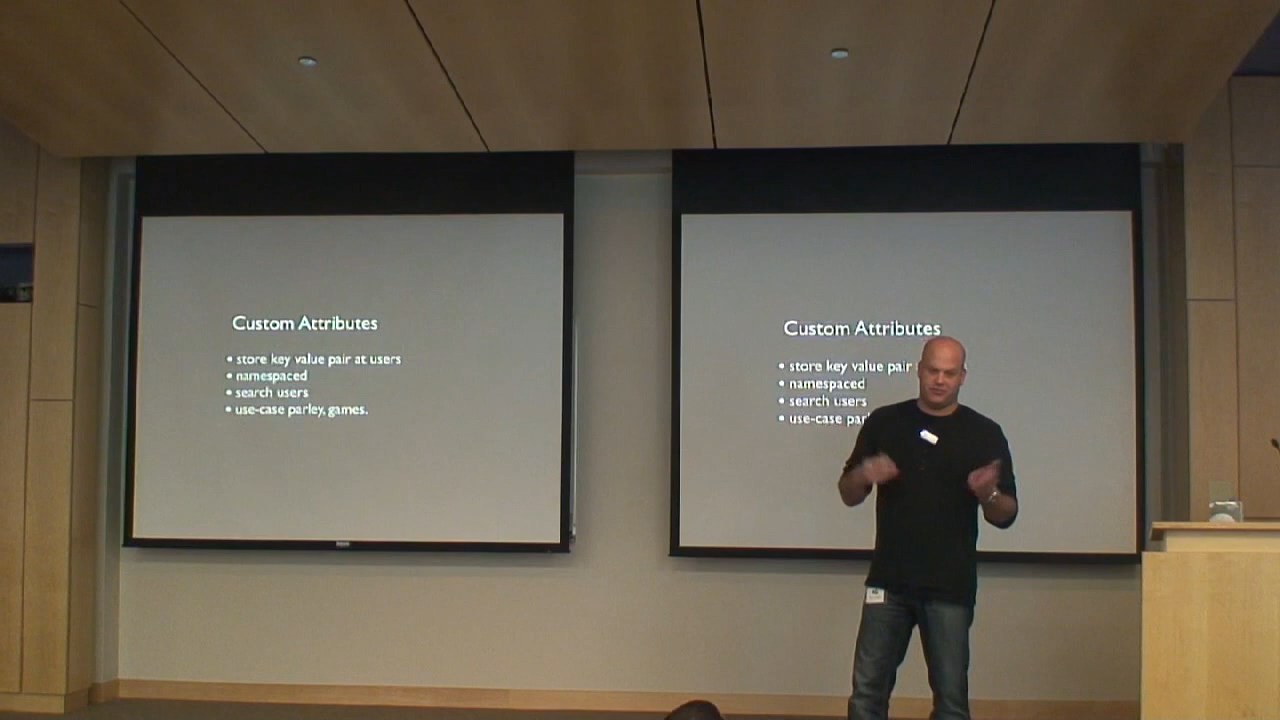 Custom Attributes
• store key value pair at users
• namespaced
• search users
• use-case parley, games.
Custom Attributes
• store key value pair
• namespaced
• search users
• use-case